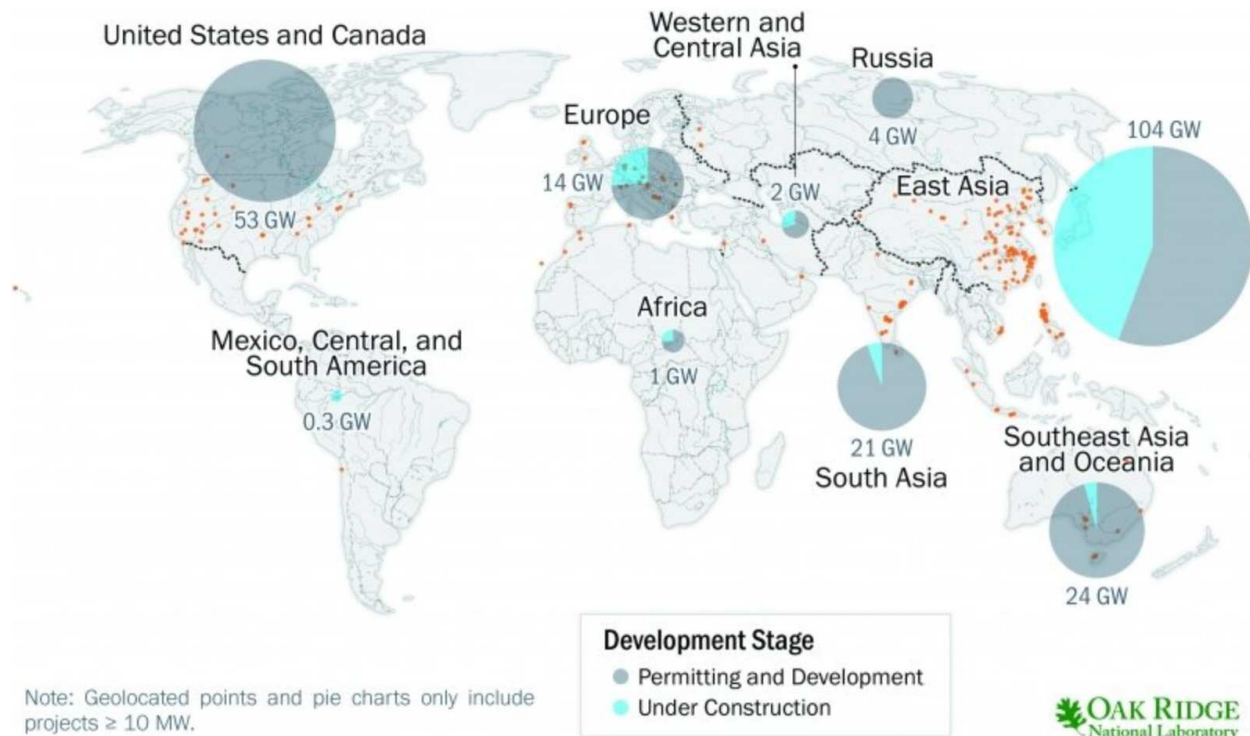 United States and Canada
53 GW
Western and
Central Asia
2 GW
Russia
4 GW
Europe
14 GW
East Asia
104 GW
Africa
1 GW
Mexico, Central, and
South America
0.3 GW
21 GW
South Asia
Southeast Asia
and Oceania
24 GW
Development Stage
Permitting and Development
Under Construction
Note: Geolocated points and pie charts only include
projects ≥ 10 MW.
OAK RIDGE
National Laboratory